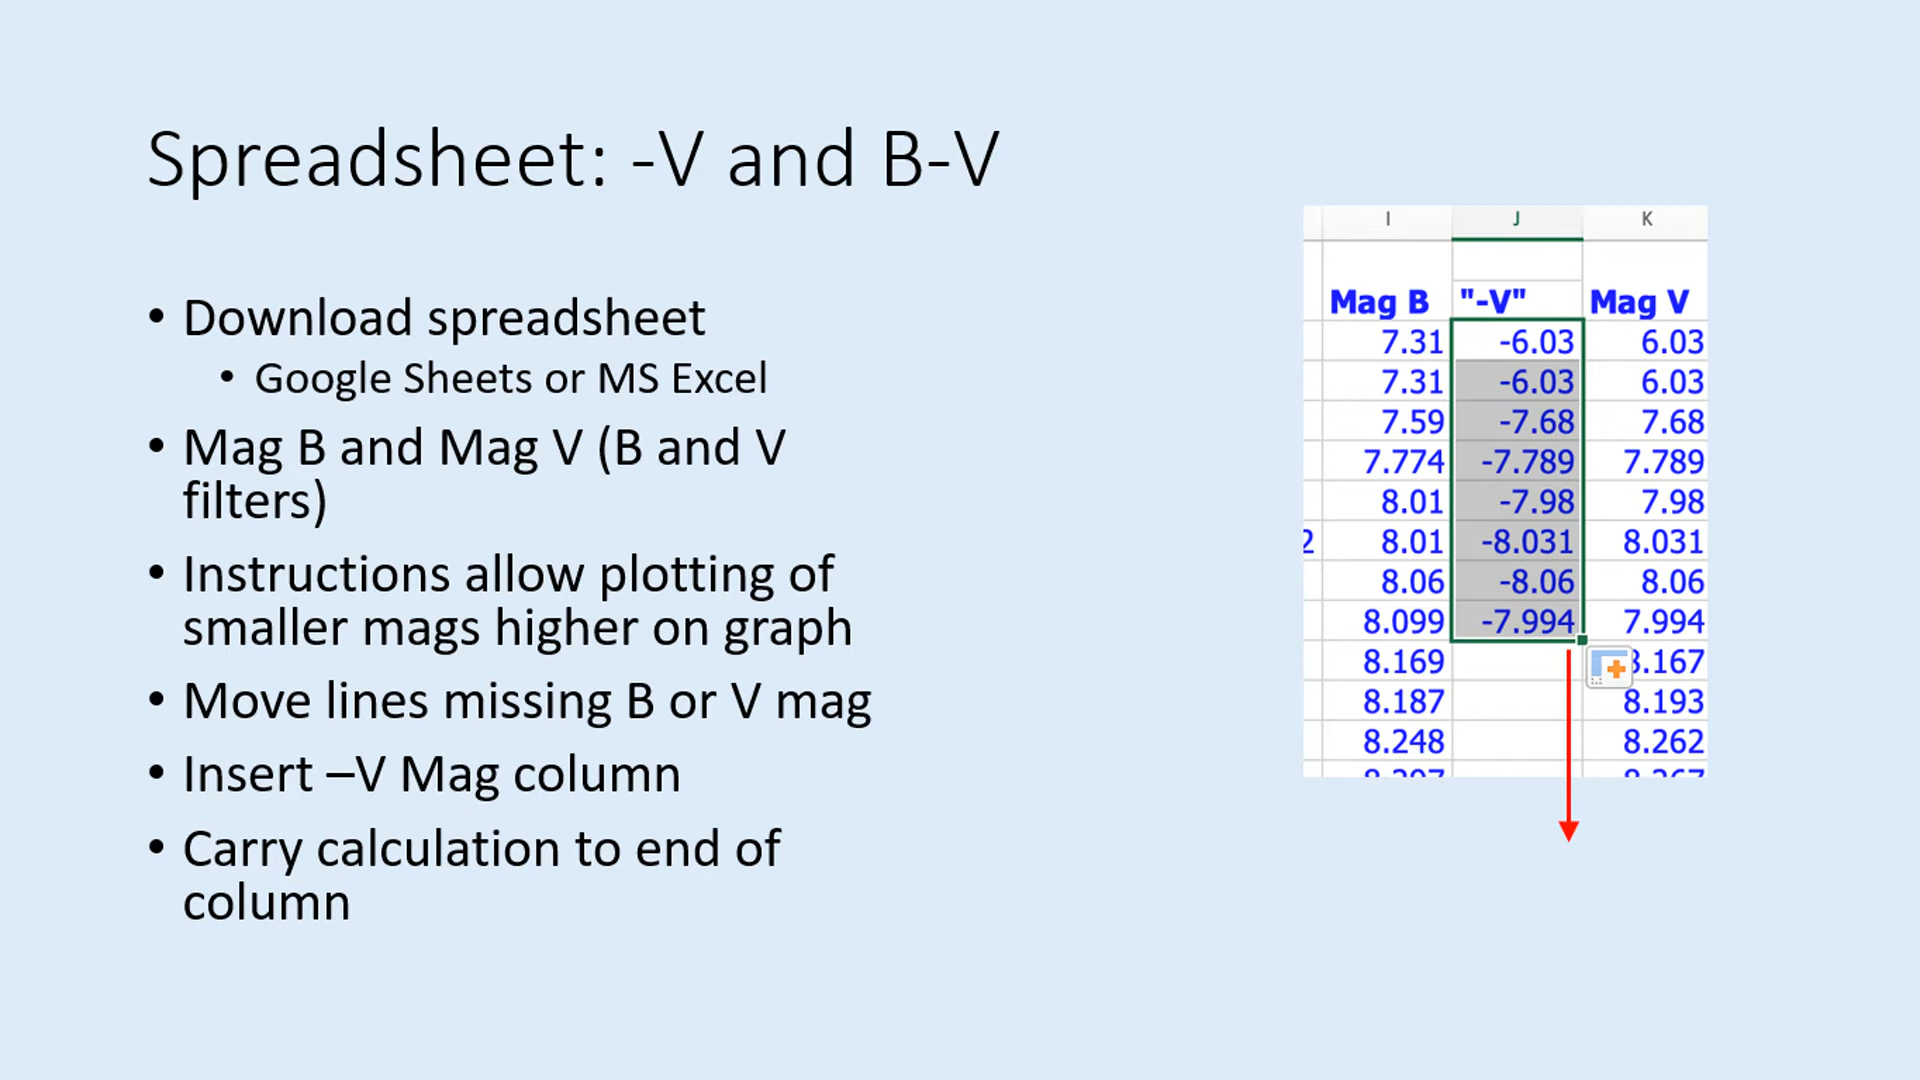 Spreadsheet: -V and B-V
• Download spreadsheet
• Google Sheets or MS Excel
• Mag B and Mag V (B and V
filters)
• Instructions allow plotting of
smaller mags higher on graph
• Move lines missing B or V mag
• Insert –V Mag column
• Carry calculation to end of
column
I J K
Mag B "-V" Mag V
7.31 -6.03 6.03
7.31 -6.03 6.03
7.59 -7.68 7.68
7.774 -7.789 7.789
8.01 -7.98 7.98
2 8.01 -8.031 8.031
8.06 -8.06 8.06
8.099 -7.994 7.994
8.169 8.167
8.187 8.193
8.248 8.262